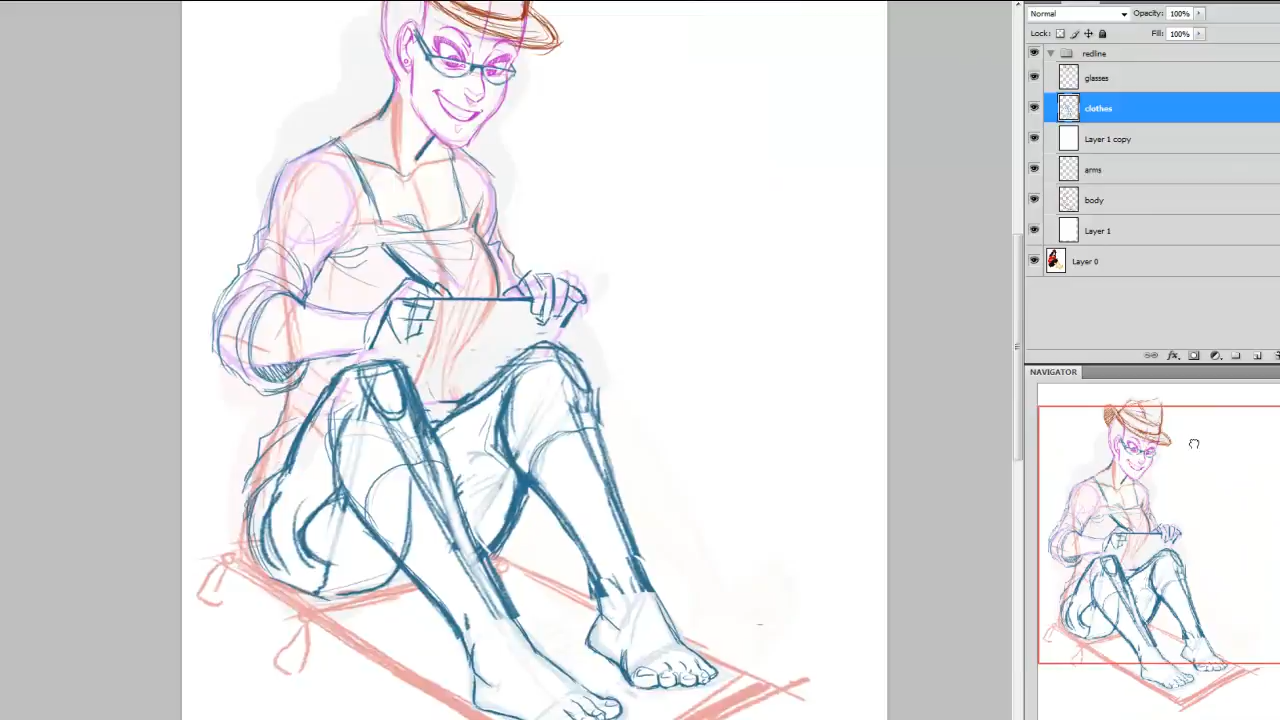 Normal Opacity: 100%
Lock: Fill: 100%
redline
glasses
clothes
Layer 1 copy
arms
body
Layer 1
Layer 0
fx
NAVIGATOR